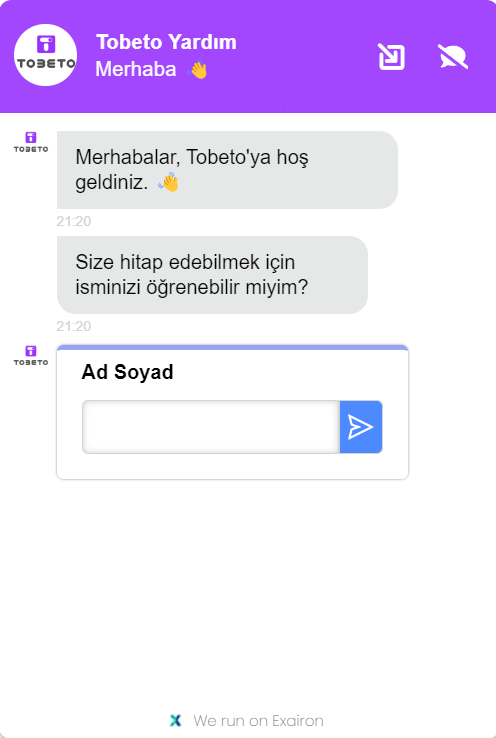 TOBETO
Tobeto Yardım
Merhaba 👋
TOBETO
Merhabalar, Tobeto'ya hoş
geldiniz. 👋
21:20
Size hitap edebilmek için
isminizi öğrenebilir miyim?
21:20
TOBETO
Ad Soyad
We run on Exairon